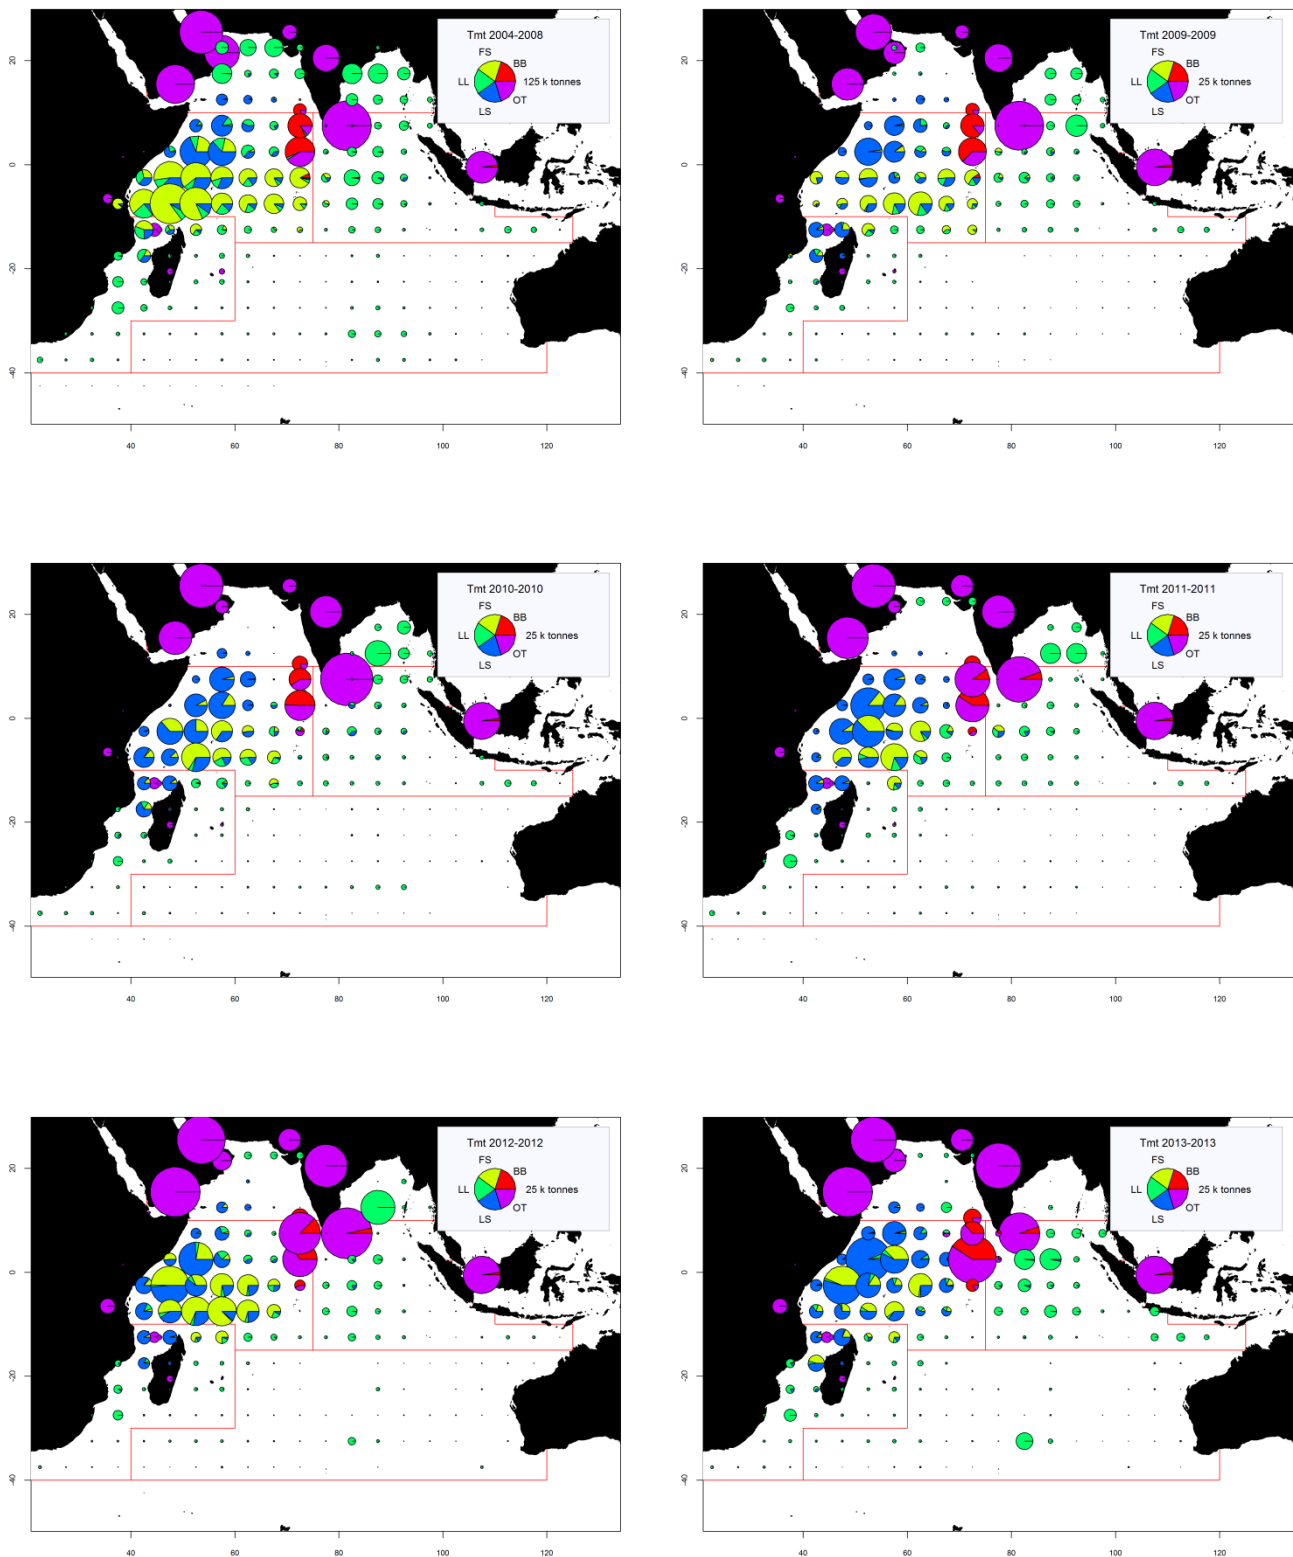 Tmt 2004-2008
FS
BB
LL
125 k tonnes
OT
LS
20
0
-20
-40
40
60
80
100
120
Tmt 2009-2009
FS
BB
LL
25 k tonnes
OT
LS
20
0
-20
-40
40
60
80
100
120
Tmt 2010-2010
FS
BB
LL
25 k tonnes
OT
LS
20
0
-20
-40
40
60
80
100
120
Tmt 2011-2011
FS
BB
LL
25 k tonnes
OT
LS
20
0
-20
-40
40
60
80
100
120
Tmt 2012-2012
FS
BB
LL
25 k tonnes
OT
LS
20
0
-20
-40
40
60
80
100
120
Tmt 2013-2013
FS
BB
LL
25 k tonnes
OT
LS
20
0
-20
-40
40
60
80
100
120